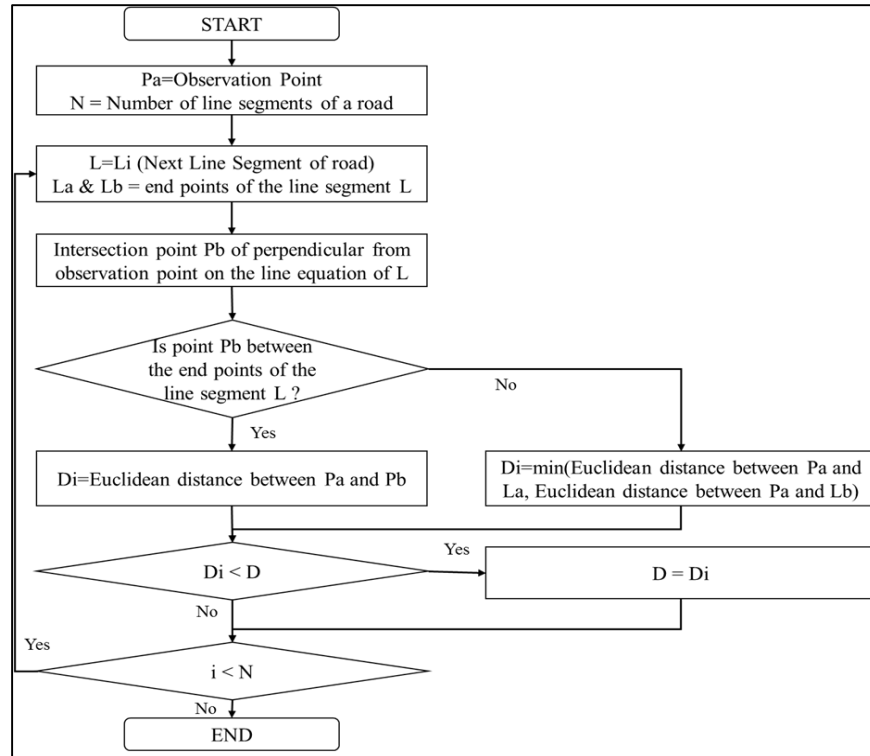 START
Pa=Observation Point
N = Number of line segments of a road
L=Li (Next Line Segment of road)
La & Lb = end points of the line segment L
Intersection point Pb of perpendicular from
observation point on the line equation of L
Is point Pb between
the end points of the
line segment L ?
No
Yes
Di=Euclidean distance between Pa and Pb
Di=min(Euclidean distance between Pa and
La, Euclidean distance between Pa and Lb)
Di < D
Yes
D = Di
No
Yes
i < N
No
END